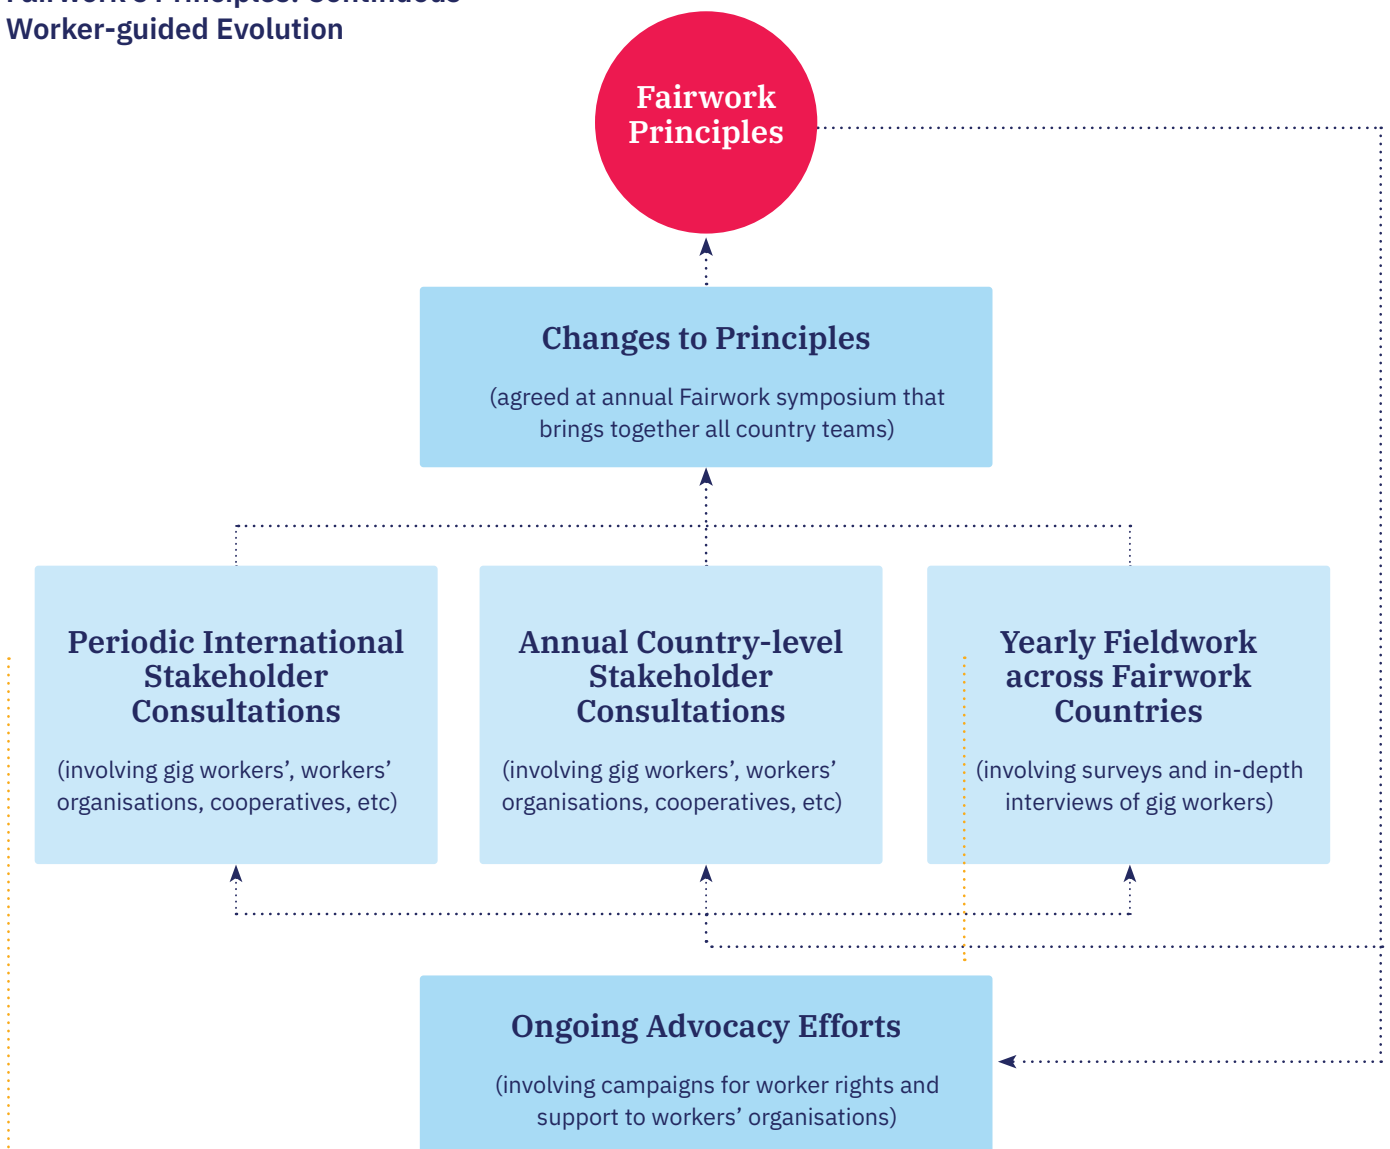 Fairwork's Principles: Continuous
Worker-guided Evolution
Fairwork
Principles
Changes to Principles
(agreed at annual Fairwork symposium that
brings together all country teams)
Periodic International
Stakeholder
Consultations
(involving gig workers’, workers’
organisations, cooperatives, etc)
Annual Country-level
Stakeholder
Consultations
(involving gig workers’, workers’
organisations, cooperatives, etc)
Yearly Fieldwork
across Fairwork
Countries
(involving surveys and in-depth
interviews of gig workers)
Ongoing Advocacy Efforts
(involving campaigns for worker rights and
support to workers’ organisations)